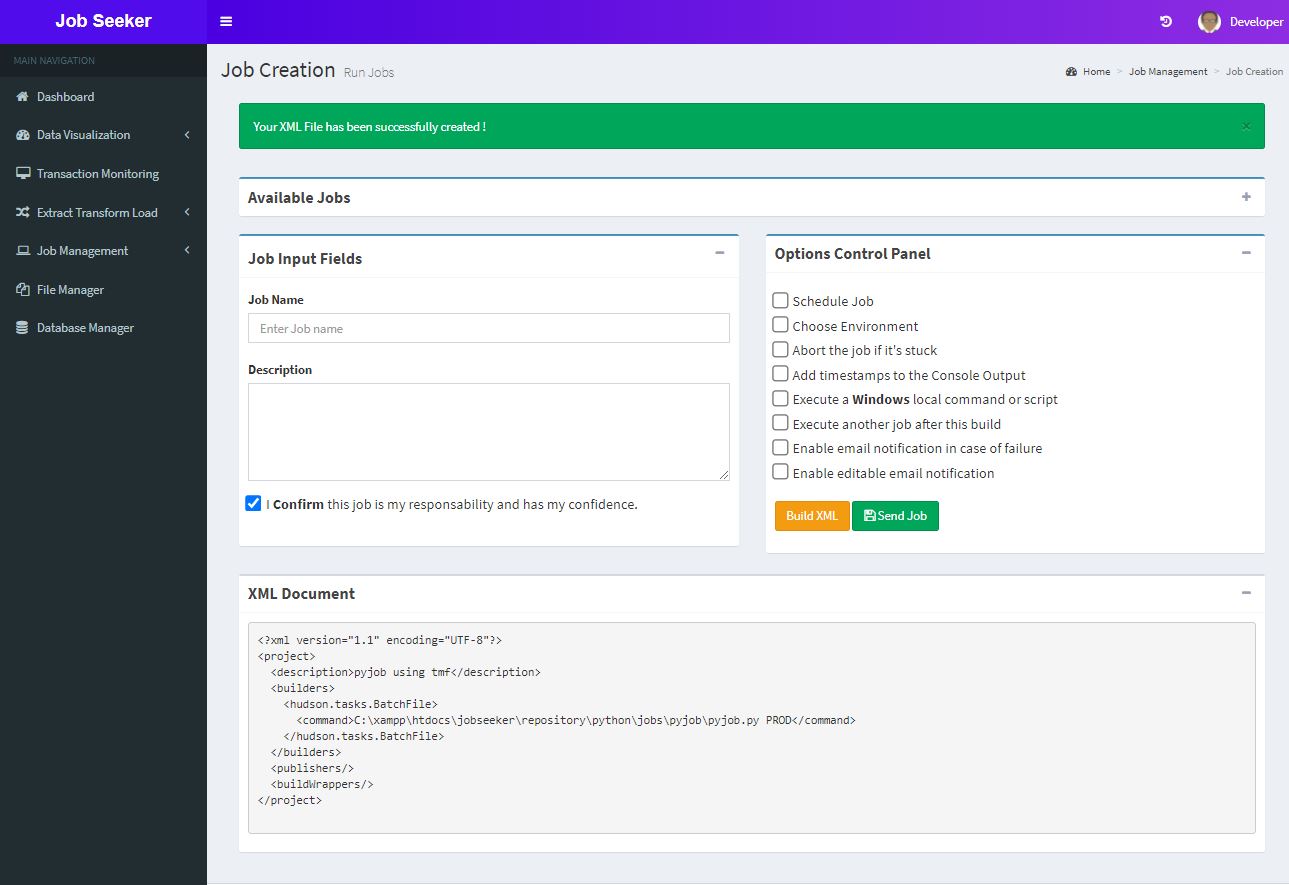 Job Seeker
Developer
MAIN NAVIGATION
Dashboard
Data Visualization
Transaction Monitoring
Extract Transform Load
Job Management
File Manager
Database Manager
Job Creation Run Jobs
Home > Job Management > Job Creation
Your XML File has been successfully created !
×
Available Jobs
Job Input Fields
Job Name
Enter Job name
Description
I Confirm this job is my responsability and has my confidence.
Options Control Panel
Schedule Job
Choose Environment
Abort the job if it's stuck
Add timestamps to the Console Output
Execute a Windows local command or script
Execute another job after this build
Enable email notification in case of failure
Enable editable email notification
Build XML Send Job
XML Document
<?xml version="1.1" encoding="UTF-8"?>
<project>
  <description>pyjob using tmf</description>
  <builders>
    <hudson.tasks.BatchFile>
      <command>C:\xampp\htdocs\jobseeker\repository\python\jobs\pyjob\pyjob.py PROD</command>
    </hudson.tasks.BatchFile>
  </builders>
  <publishers/>
  <buildWrappers/>
</project>